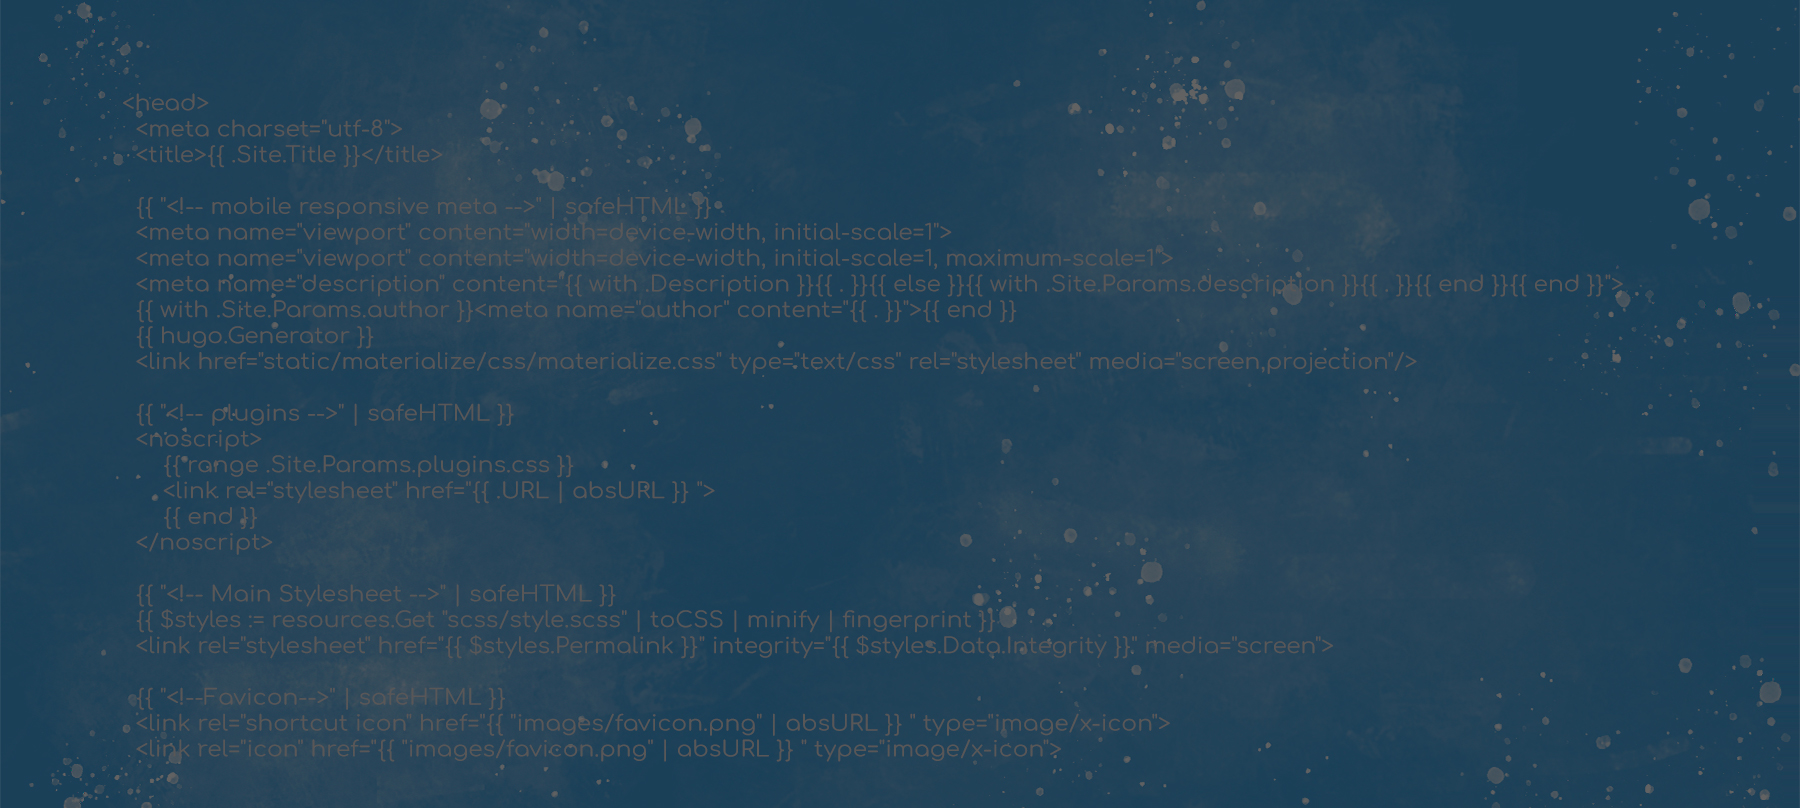 <head>
<meta charset="utf-8">
<title>{{ .Site.Title }}</title>
{{ "<!-- mobile responsive meta -->" | safeHTML }}
<meta name="viewport" content="width=device-width, initial-scale=1">
<meta name="viewport" content="width=device-width, initial-scale=1, maximum-scale=1">
<meta name="description" content="{{ with .Description }}{{ . }}{{ else }}{{ with .Site.Params.description }}{{ . }}{{ end }}{{ end }}">
{{ with .Site.Params.author }}<meta name="author" content="{{ . }}">{{ end }}
{{ hugo.Generator }}
<link href="static/materialize/css/materialize.css" type="text/css" rel="stylesheet" media="screen,projection"/>
{{ "<!-- plugins -->" | safeHTML }}
<noscript>
{{ range .Site.Params.plugins.css }}
<link rel="stylesheet" href="{{ .URL | absURL }} ">
{{ end }}
</noscript>
{{ "<!-- Main Stylesheet -->" | safeHTML }}
{{ $styles := resources.Get "scss/style.scss" | toCSS | minify | fingerprint }}
<link rel="stylesheet" href="{{ $styles.Permalink }}" integrity="{{ $styles.Data.Integrity }}" media="screen">
{{ "<!--Favicon-->" | safeHTML }}
<link rel="shortcut icon" href="{{ "images/favicon.png" | absURL }} " type="image/x-icon">
<link rel="icon" href="{{ "images/favicon.png" | absURL }} " type="image/x-icon">